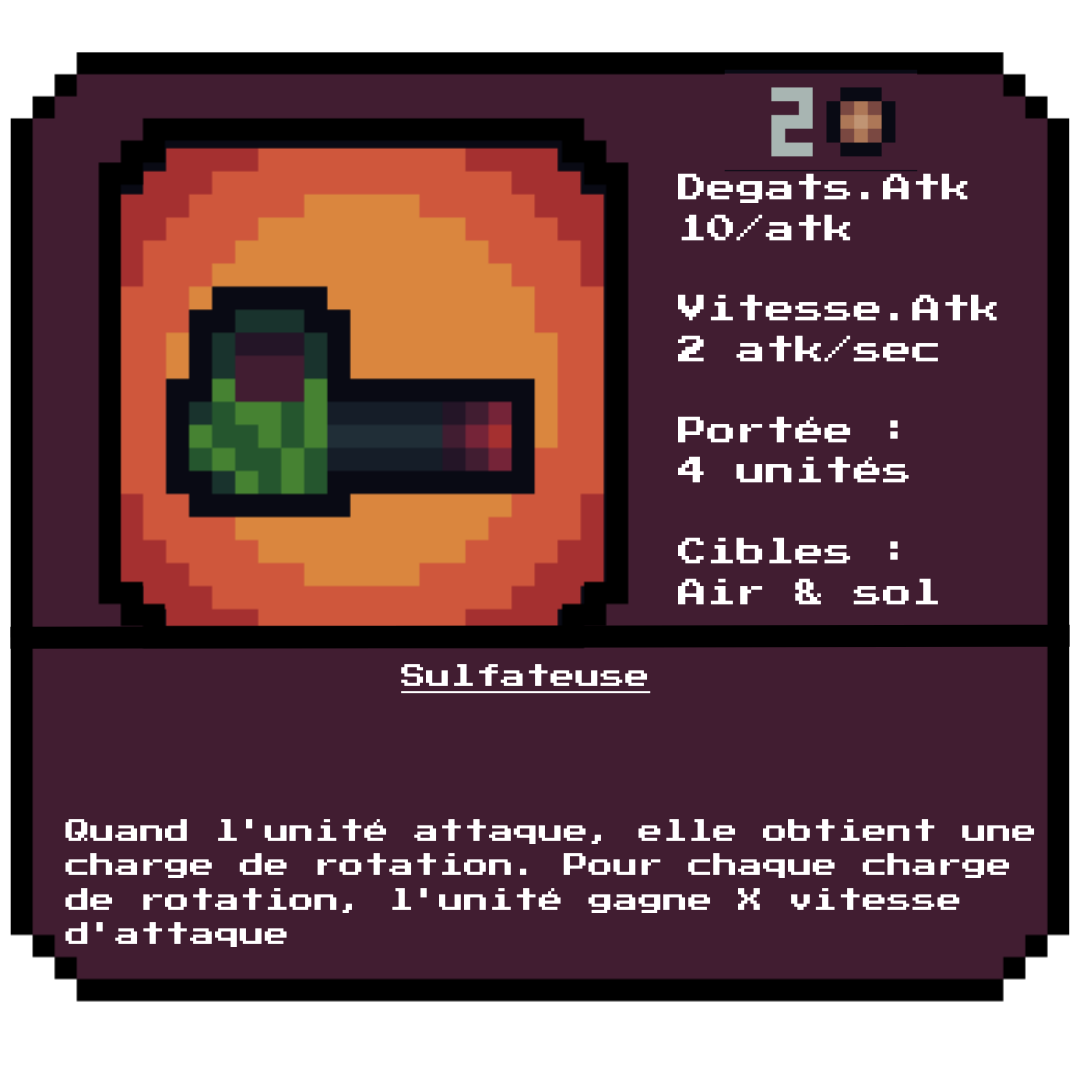 2
Degats.Atk
10/atk
Vitesse.Atk
2 atk/sec
Portée :
4 unités
Cibles :
Air & sol
Sulfateuse
Quand l'unité attaque, elle obtient une
charge de rotation. Pour chaque charge
de rotation, l'unité gagne X vitesse
d'attaque